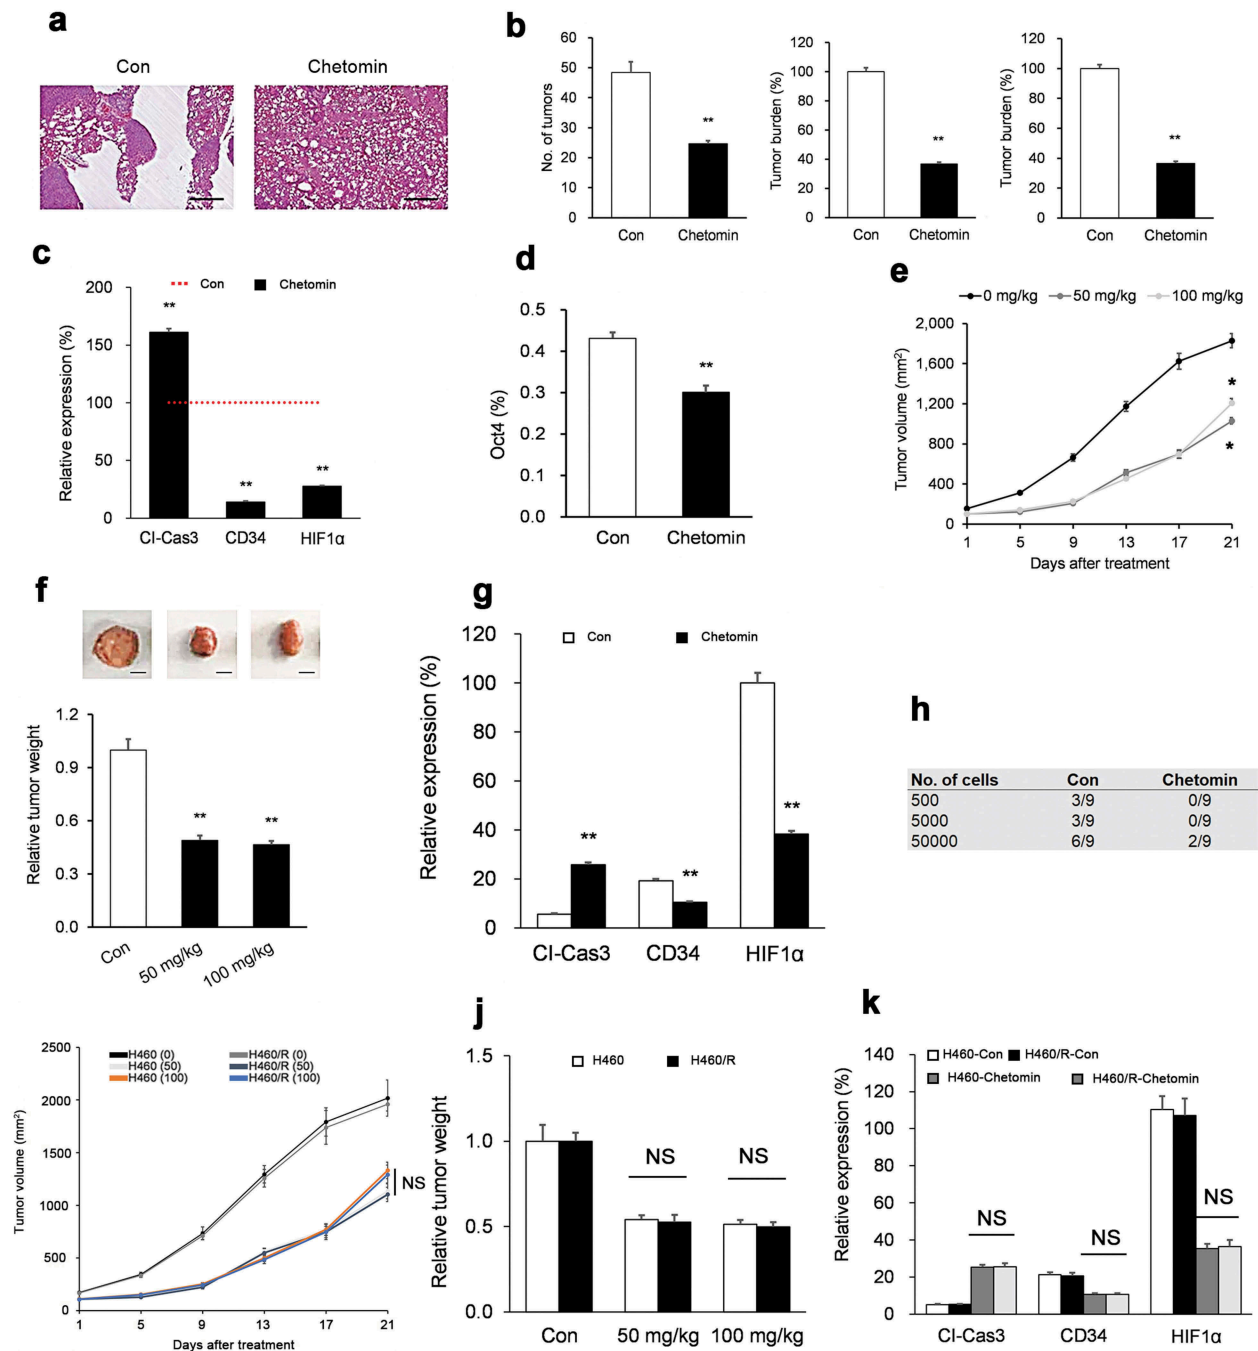 a
Con
Chetomin
b
No. of tumors
60
50
40
30
20
10
0
**
Con
Chetomin
Tumor burden (%)
120
100
80
60
40
20
0
**
Con
Chetomin
Tumor burden (%)
120
100
80
60
40
20
0
**
Con
Chetomin
c
Con
Chetomin
Relative expression (%)
200
150
100
50
0
**
**
**
CI-Cas3
CD34
HIF1α
d
Oct4 (%)
0.5
0.4
0.3
0.2
0.1
0
**
Con
Chetomin
e
0 mg/kg
50 mg/kg
100 mg/kg
Tumor volume (mm²)
2,000
1,600
1,200
800
400
0
*
*
1
5
9
13
17
21
Days after treatment
f
Relative tumor weight
1.2
0.9
0.6
0.3
0.0
**
**
Con
50 mg/kg
100 mg/kg
g
Con
Chetomin
Relative expression (%)
120
100
80
60
40
20
0
**
**
**
CI-Cas3
CD34
HIF1α
h
No. of cells Con Chetomin
500 3/9 0/9
5000 3/9 0/9
50000 6/9 2/9
H460 (0) H460/R (0)
H460 (50) H460/R (50)
H460 (100) H460/R (100)
Tumor volume (mm²)
2500
2000
1500
1000
500
0
NS
1
5
9
13
17
21
Days after treatment
j
H460
H460/R
Relative tumor weight
1.5
1.0
0.5
0.0
NS
NS
Con
50 mg/kg
100 mg/kg
k
H460-Con H460/R-Con
H460-Chetomin H460/R-Chetomin
Relative expression (%)
140
120
100
80
60
40
20
0
NS
NS
NS
CI-Cas3
CD34
HIF1α